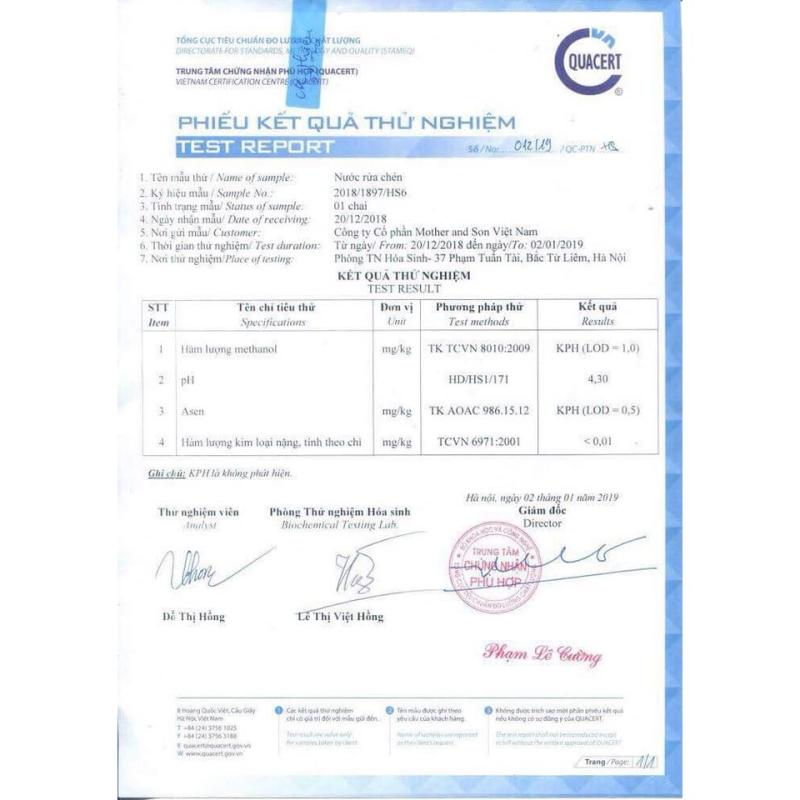 TỔNG CỤC TIÊU CHUẨN ĐO LƯỜNG CHẤT LƯỢNG
DIRECTORATE FOR STANDARDS, METROLOGY AND QUALITY (STAMEQ)
TRUNG TÂM CHỨNG NHẬN PHÙ HỢP (QUACERT)
VIETNAM CERTIFICATION CENTRE (QUACERT)
QUACERT
®
PHIẾU KẾT QUẢ THỬ NGHIỆM
TEST REPORT
Số/No: 012/19 /QC-PTN
1. Tên mẫu thử / Name of sample: Nước rửa chén
2. Ký hiệu mẫu / Sample No.: 2018/1897/HS6
3. Tình trạng mẫu/ Status of sample: 01 chai
4. Ngày nhận mẫu/ Date of receiving: 20/12/2018
5. Nơi gửi mẫu/ Customer: Công ty Cổ phần Mother and Son Việt Nam
6. Thời gian thử nghiệm/ Test duration: Từ ngày/ From: 20/12/2018 đến ngày/To: 02/01/2019
7. Nơi thử nghiệm/Place of testing: Phòng TN Hóa Sinh- 37 Phạm Tuấn Tài, Bắc Từ Liêm, Hà Nội
KẾT QUẢ THỬ NGHIỆM
TEST RESULT
STT Tên chỉ tiêu thử Đơn vị Phương pháp thử Kết quả
Item Specifications Unit Test methods Results
1 Hàm lượng methanol mg/kg TK TCVN 8010:2009 KPH (LOD = 1,0)
2 pH HD/HS1/171 4,30
3 Asen mg/kg TK AOAC 986.15.12 KPH (LOD = 0,5)
4 Hàm lượng kim loại nặng, tính theo chì mg/kg TCVN 6971:2001 < 0,01
Ghi chú: KPH là không phát hiện.
Hà nội, ngày 02 tháng 01 năm 2019
Thử nghiệm viên Phòng Thử nghiệm Hóa sinh Giám đốc
Analyst Biochemical Testing Lab. Director
BỘ KHOA HỌC VÀ CÔNG NGHỆ
TRUNG TÂM
CHỨNG NHẬN
PHÙ HỢP
Đỗ Thị Hồng Lê Thị Việt Hồng
Phạm Lê Cường
8 Hoàng Quốc Việt, Cầu Giấy
Hà Nội, Việt Nam
T +84 (24) 3756 1025
F +84 (24) 3756 3188
E quacert@quacert.gov.vn
W www.quacert.gov.vn
1 Các kết quả thử nghiệm
chỉ có giá trị với mẫu gửi đến.
Test result are valve only
for samples taken by client.
2 Tên mẫu được ghi theo
yêu cầu của khách hàng.
Name of samples are reported
as the client's request.
3 Không được trích sao một phần phiếu kết quả
nếu không có sự đồng ý của QUACERT.
The test report shall not be reproduced except
in full without the written approval of QUACERT
Trang / Page: 1/1